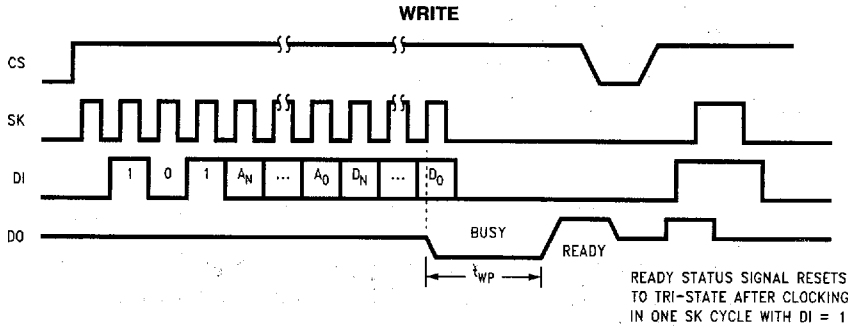 WRITE
CS
SK
DI 1 0 1 A_N ... A_0 D_N ... D_0
DO BUSY
READY
t_WP
READY STATUS SIGNAL RESETS
TO TRI-STATE AFTER CLOCKING
IN ONE SK CYCLE WITH DI = 1